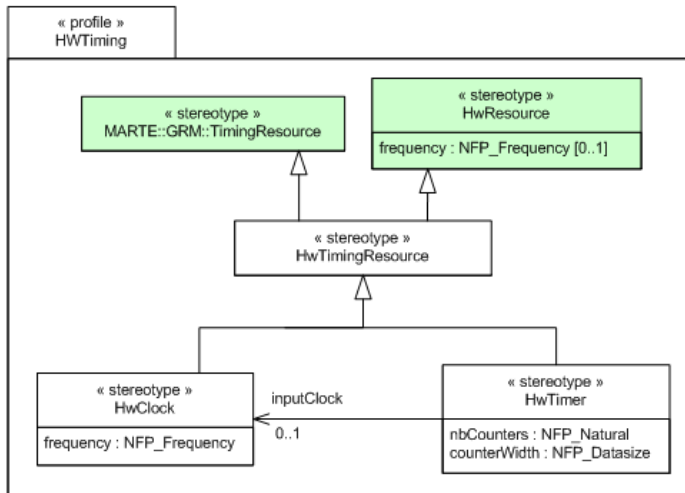 « profile »
HWTiming
« stereotype »
MARTE::GRM::TimingResource
« stereotype »
HwResource
frequency : NFP_Frequency [0..1]
« stereotype »
HwTimingResource
« stereotype »
HwClock
frequency : NFP_Frequency
inputClock
0..1
« stereotype »
HwTimer
nbCounters : NFP_Natural
counterWidth : NFP_Datasize